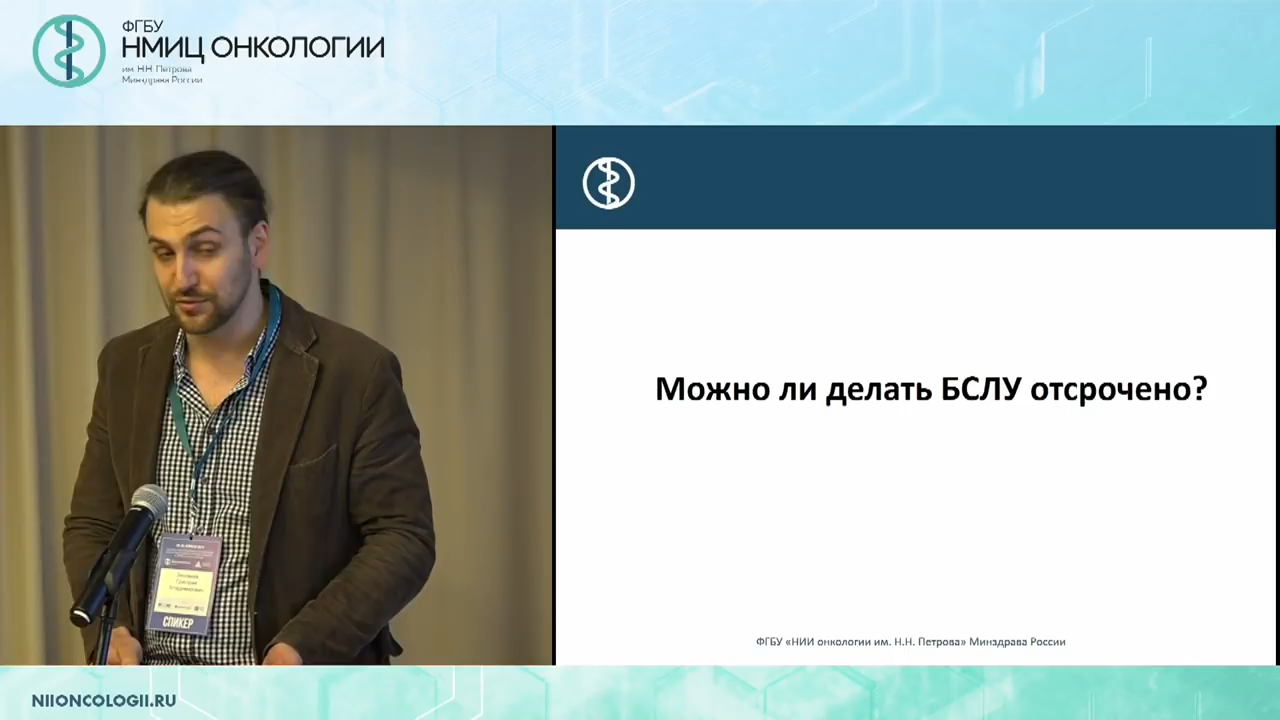 ФГБУ
НМИЦ ОНКОЛОГИИ
им. Н.Н. Петрова
Минздрава России
Можно ли делать БСЛУ отсрочено?
СПИКЕР
ФГБУ «НИИ онкологии им. Н.Н. Петрова» Минздрава России
NIIONCOLOGII.RU